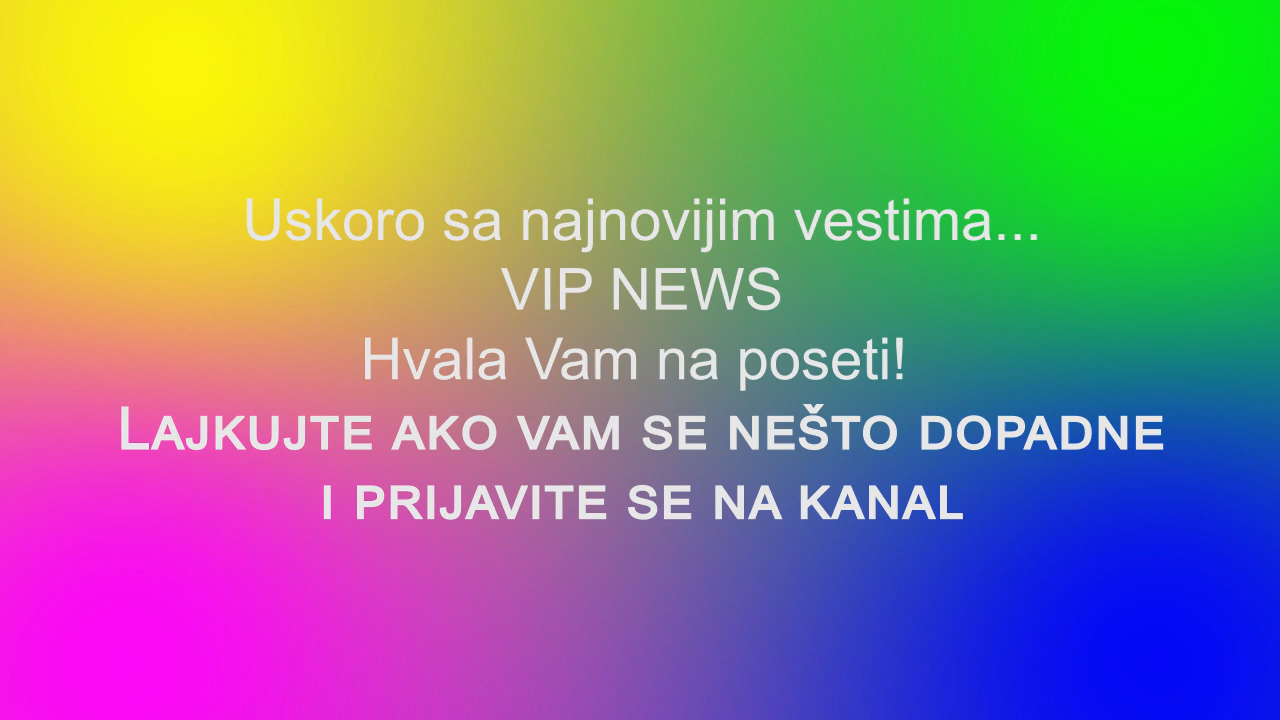 Uskoro sa najnovijim vestima...
VIP NEWS
Hvala Vam na poseti!
LAJKUJTE AKO VAM SE NEŠTO DOPADNE
I PRIJAVITE SE NA KANAL